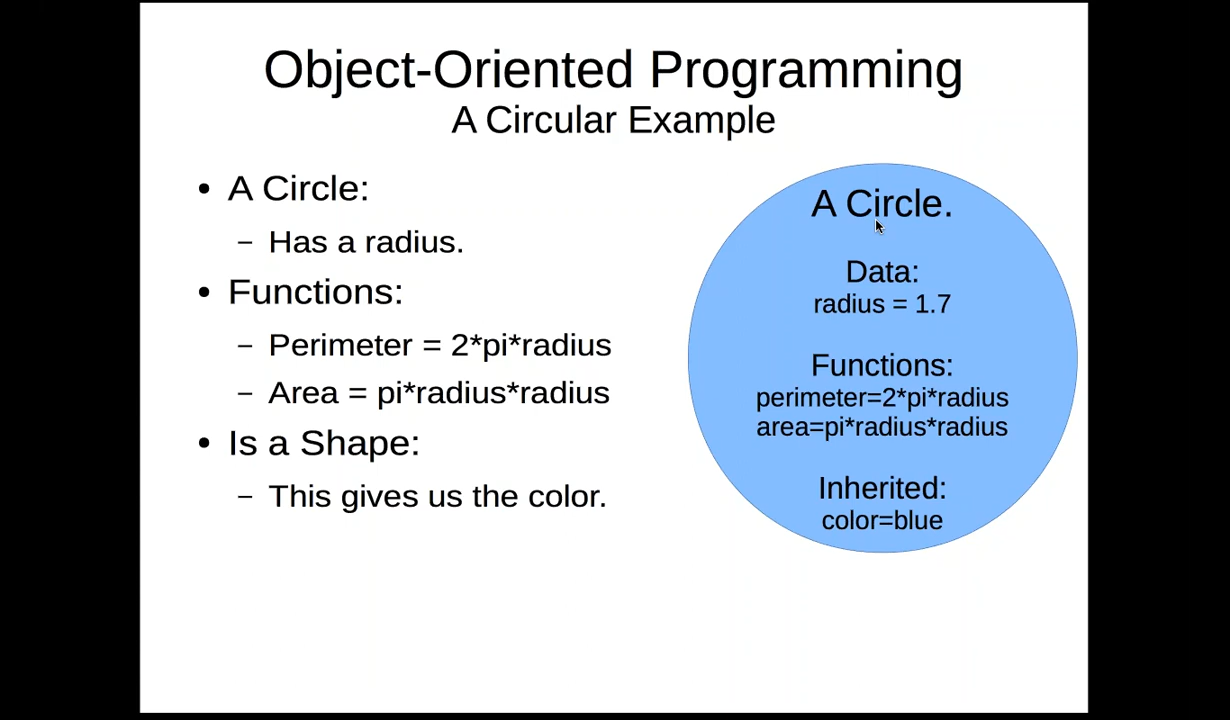 Object-Oriented Programming
A Circular Example
• A Circle:
– Has a radius.
• Functions:
– Perimeter = 2*pi*radius
– Area = pi*radius*radius
• Is a Shape:
– This gives us the color.
A Circle.
Data:
radius = 1.7
Functions:
perimeter=2*pi*radius
area=pi*radius*radius
Inherited:
color=blue